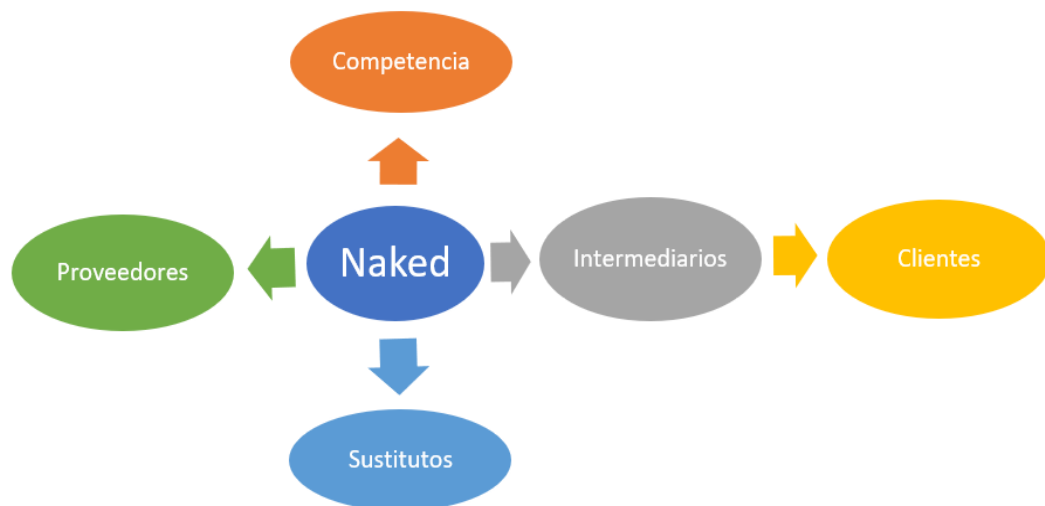 Competencia
Proveedores
Naked
Intermediarios
Clientes
Sustitutos